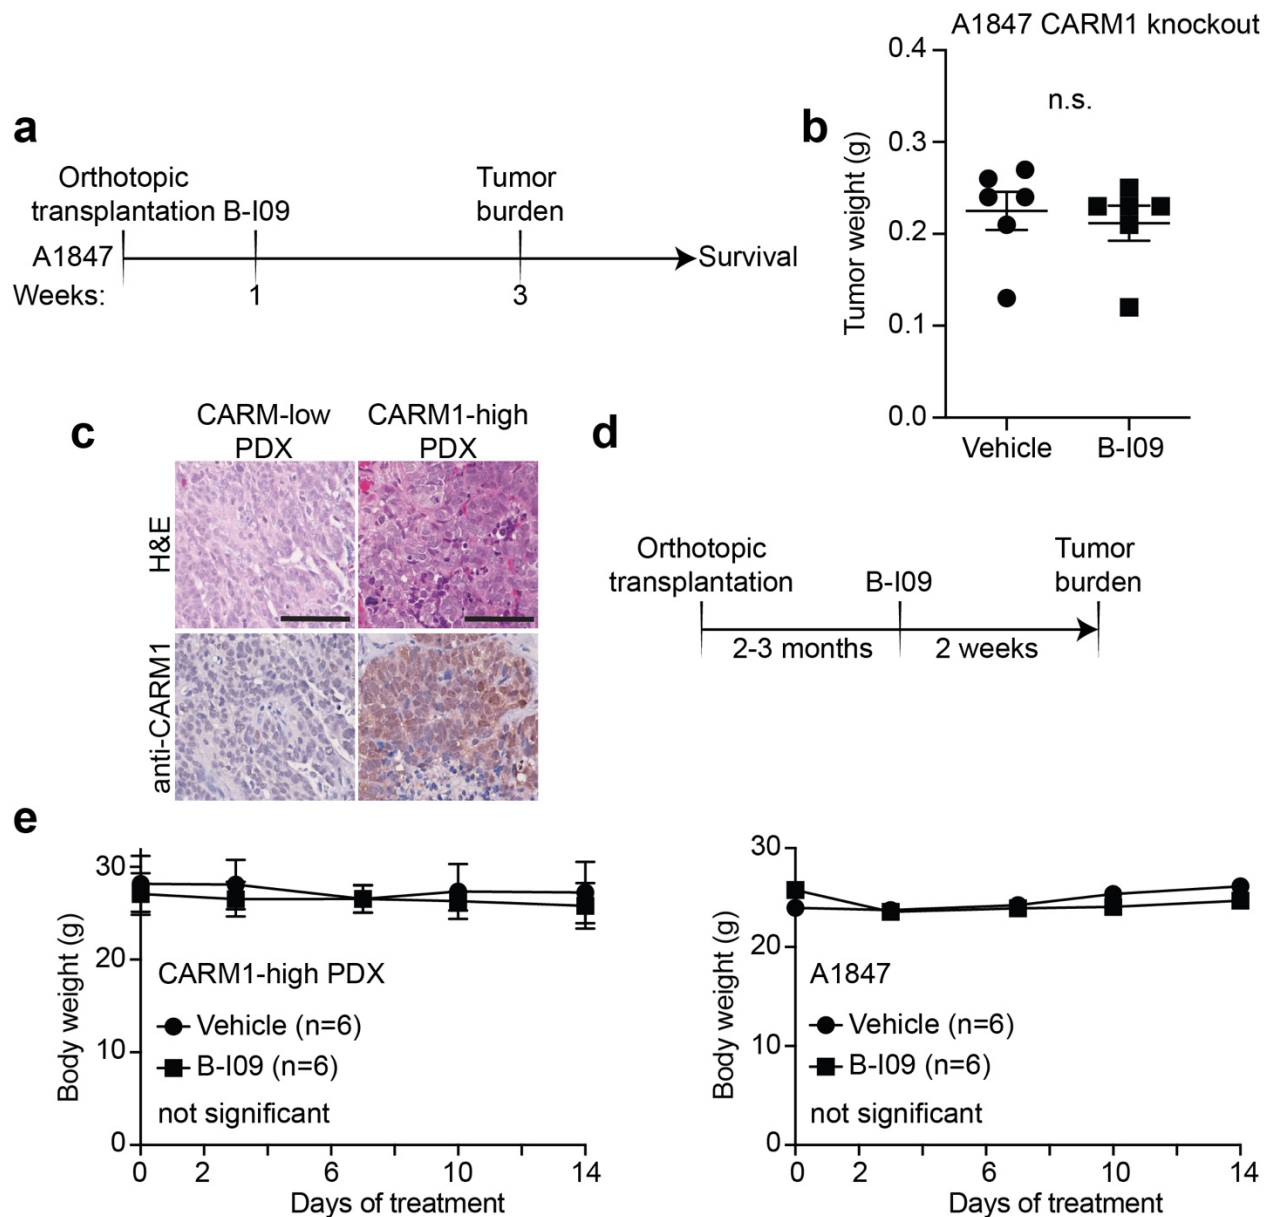 a
Orthotopic
transplantation B-I09
Tumor
burden
A1847
Survival
Weeks:
1
3
A1847 CARM1 knockout
b
0.4
0.3
0.2
0.1
0.0
Tumor weight (g)
n.s.
Vehicle
B-I09
c
CARM-low
PDX
CARM1-high
PDX
H&E
anti-CARM1
d
Orthotopic
transplantation
B-I09
Tumor
burden
2-3 months
2 weeks
e
30
20
10
0
Body weight (g)
CARM1-high PDX
Vehicle (n=6)
B-I09 (n=6)
not significant
0
2
6
10
14
Days of treatment
30
20
10
0
Body weight (g)
A1847
Vehicle (n=6)
B-I09 (n=6)
not significant
0
2
6
10
14
Days of treatment